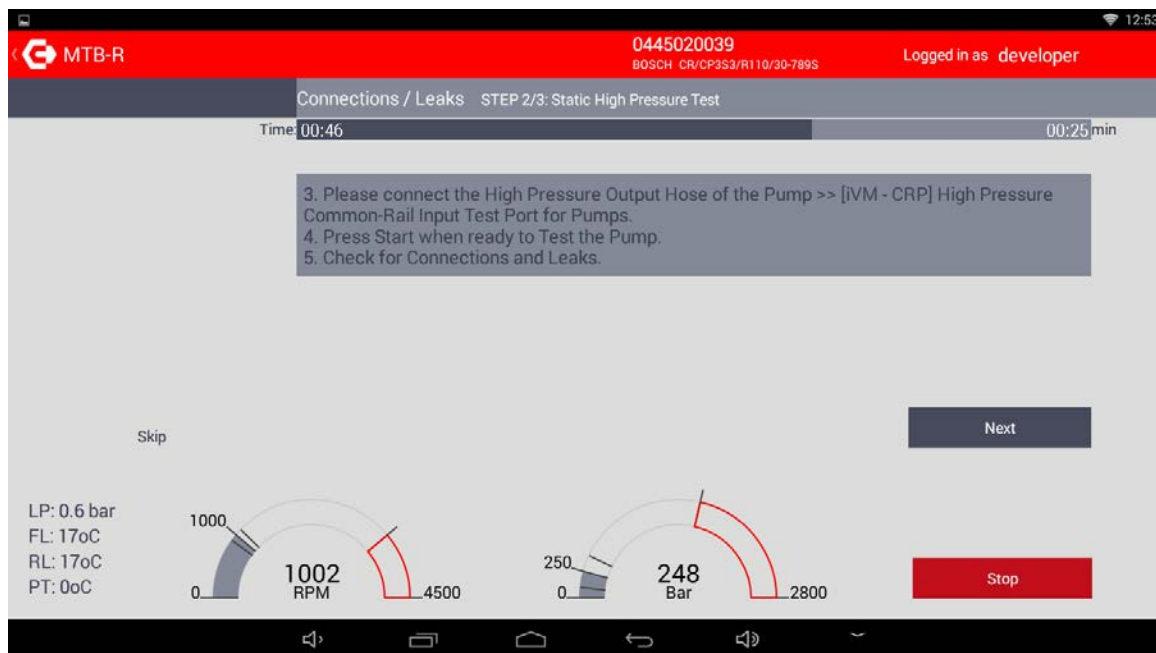 12:53
MTB-R
0445020039
BOSCH CR/CP3S3/R110/30-789S
Logged in as developer
Connections / Leaks STEP 2/3: Static High Pressure Test
Time: 00:46 00:25 min
3. Please connect the High Pressure Output Hose of the Pump >> [iVM - CRP] High Pressure
Common-Rail Input Test Port for Pumps.
4. Press Start when ready to Test the Pump.
5. Check for Connections and Leaks.
Skip
Next
LP: 0.6 bar
FL: 17oC
RL: 17oC
PT: 0oC
1000
0
1002
RPM
4500
250
0
248
Bar
2800
Stop